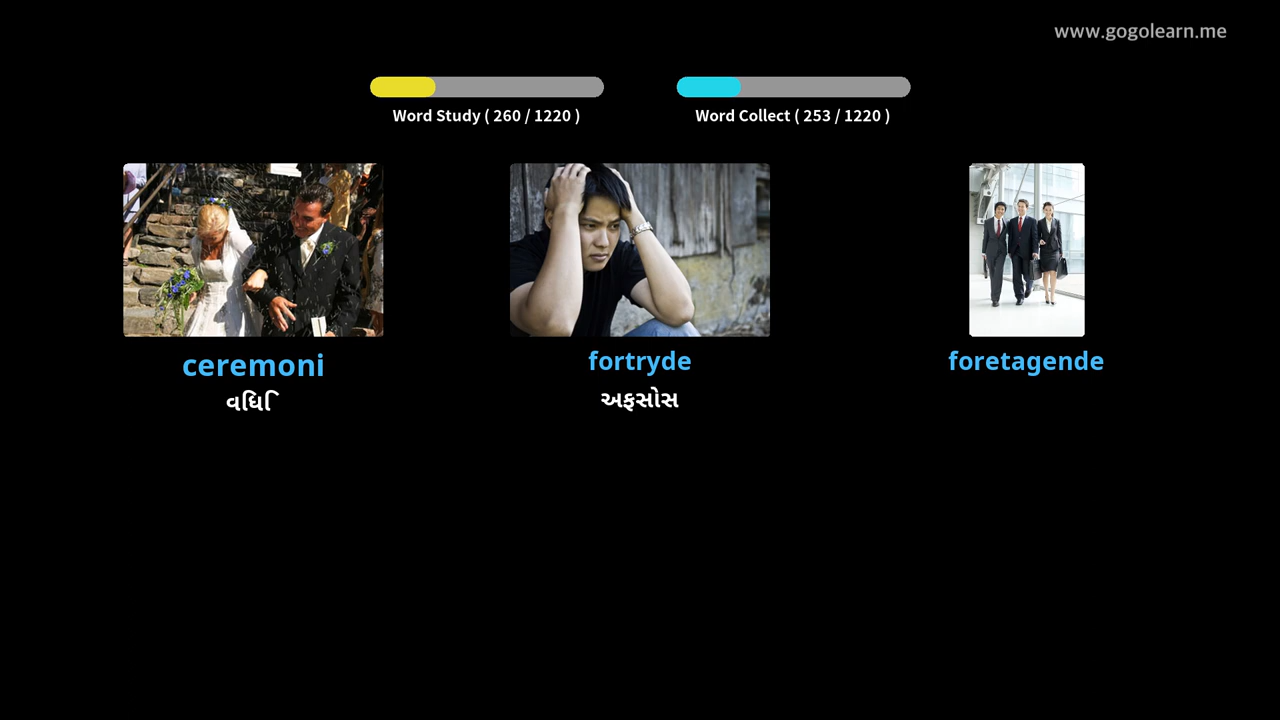 www.gogolearn.me
Word Study ( 260 / 1220 )
Word Collect ( 253 / 1220 )
ceremoni
વિધિ
fortryde
અફસોસ
foretagende